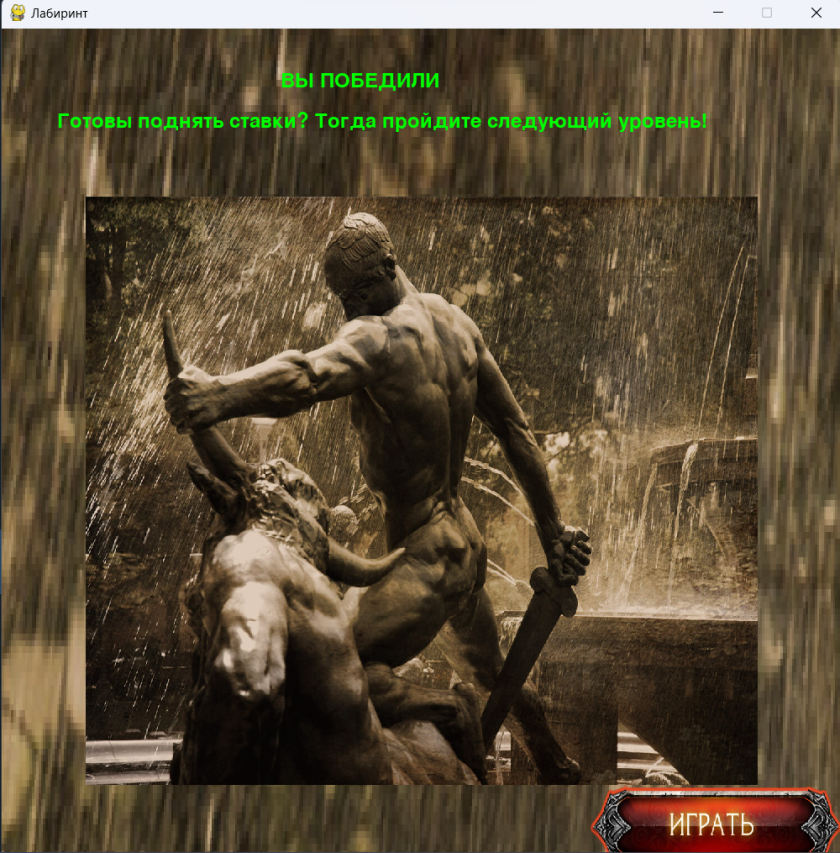 Лабиринт
ВЫ ПОБЕДИЛИ
Готовы поднять ставки? Тогда пройдите следующий уровень!
ИГРАТЬ